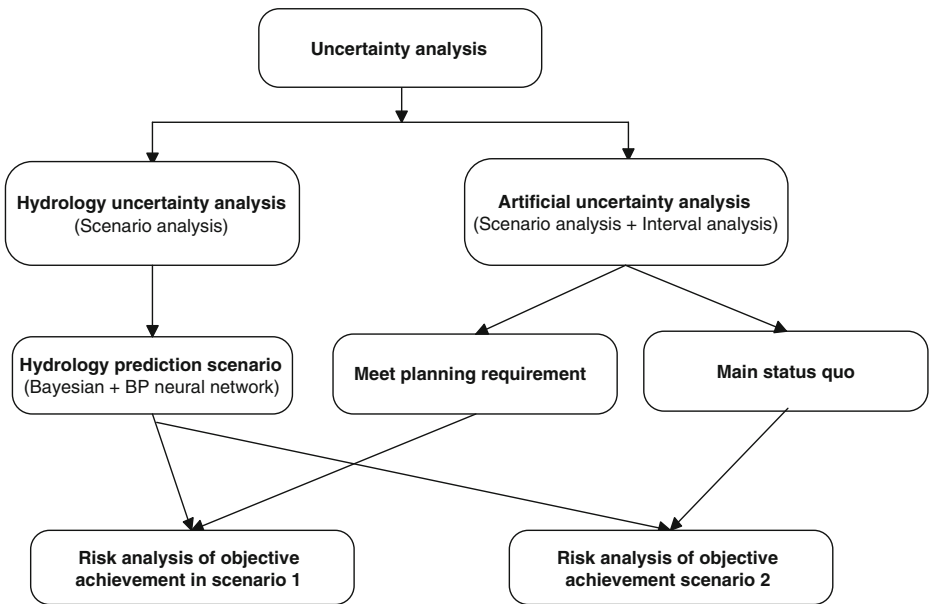 Uncertainty analysis
Hydrology uncertainty analysis
(Scenario analysis)
Artificial uncertainty analysis
(Scenario analysis + Interval analysis)
Hydrology prediction scenario
(Bayesian + BP neural network)
Meet planning requirement
Main status quo
Risk analysis of objective
achievement in scenario 1
Risk analysis of objective
achievement scenario 2